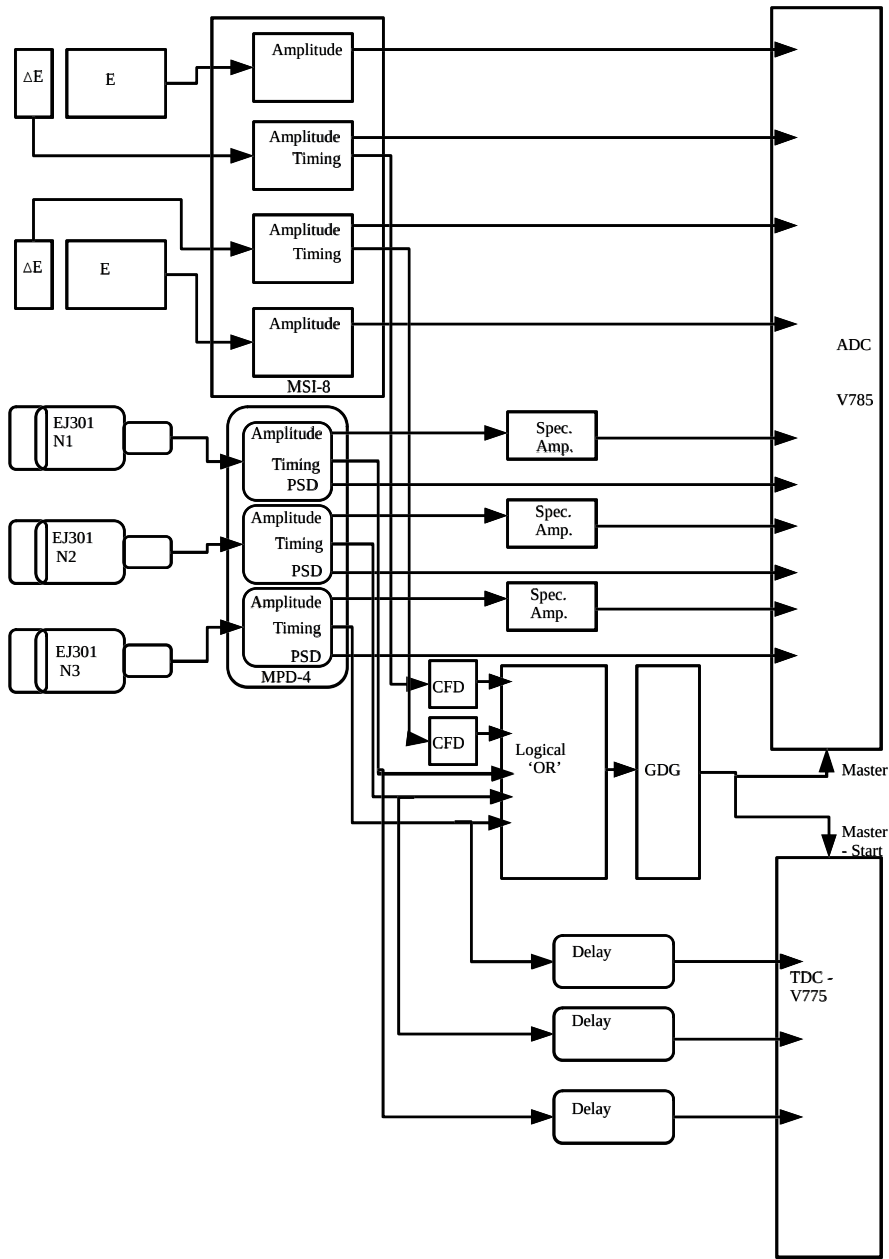 Amplitude
ΔE
E
Amplitude
Timing
Amplitude
Timing
ΔE
E
Amplitude
MSI-8
ADC
V785
EJ301
N1
Amplitude
Timing
PSD
Spec.
Amp.
EJ301
N2
Amplitude
Timing
PSD
Spec.
Amp.
EJ301
N3
Amplitude
Timing
PSD
MPD-4
Spec.
Amp.
CFD
CFD
Logical
‘OR’
GDG
Master
Master
- Start
Delay
TDC -
V775
Delay
Delay